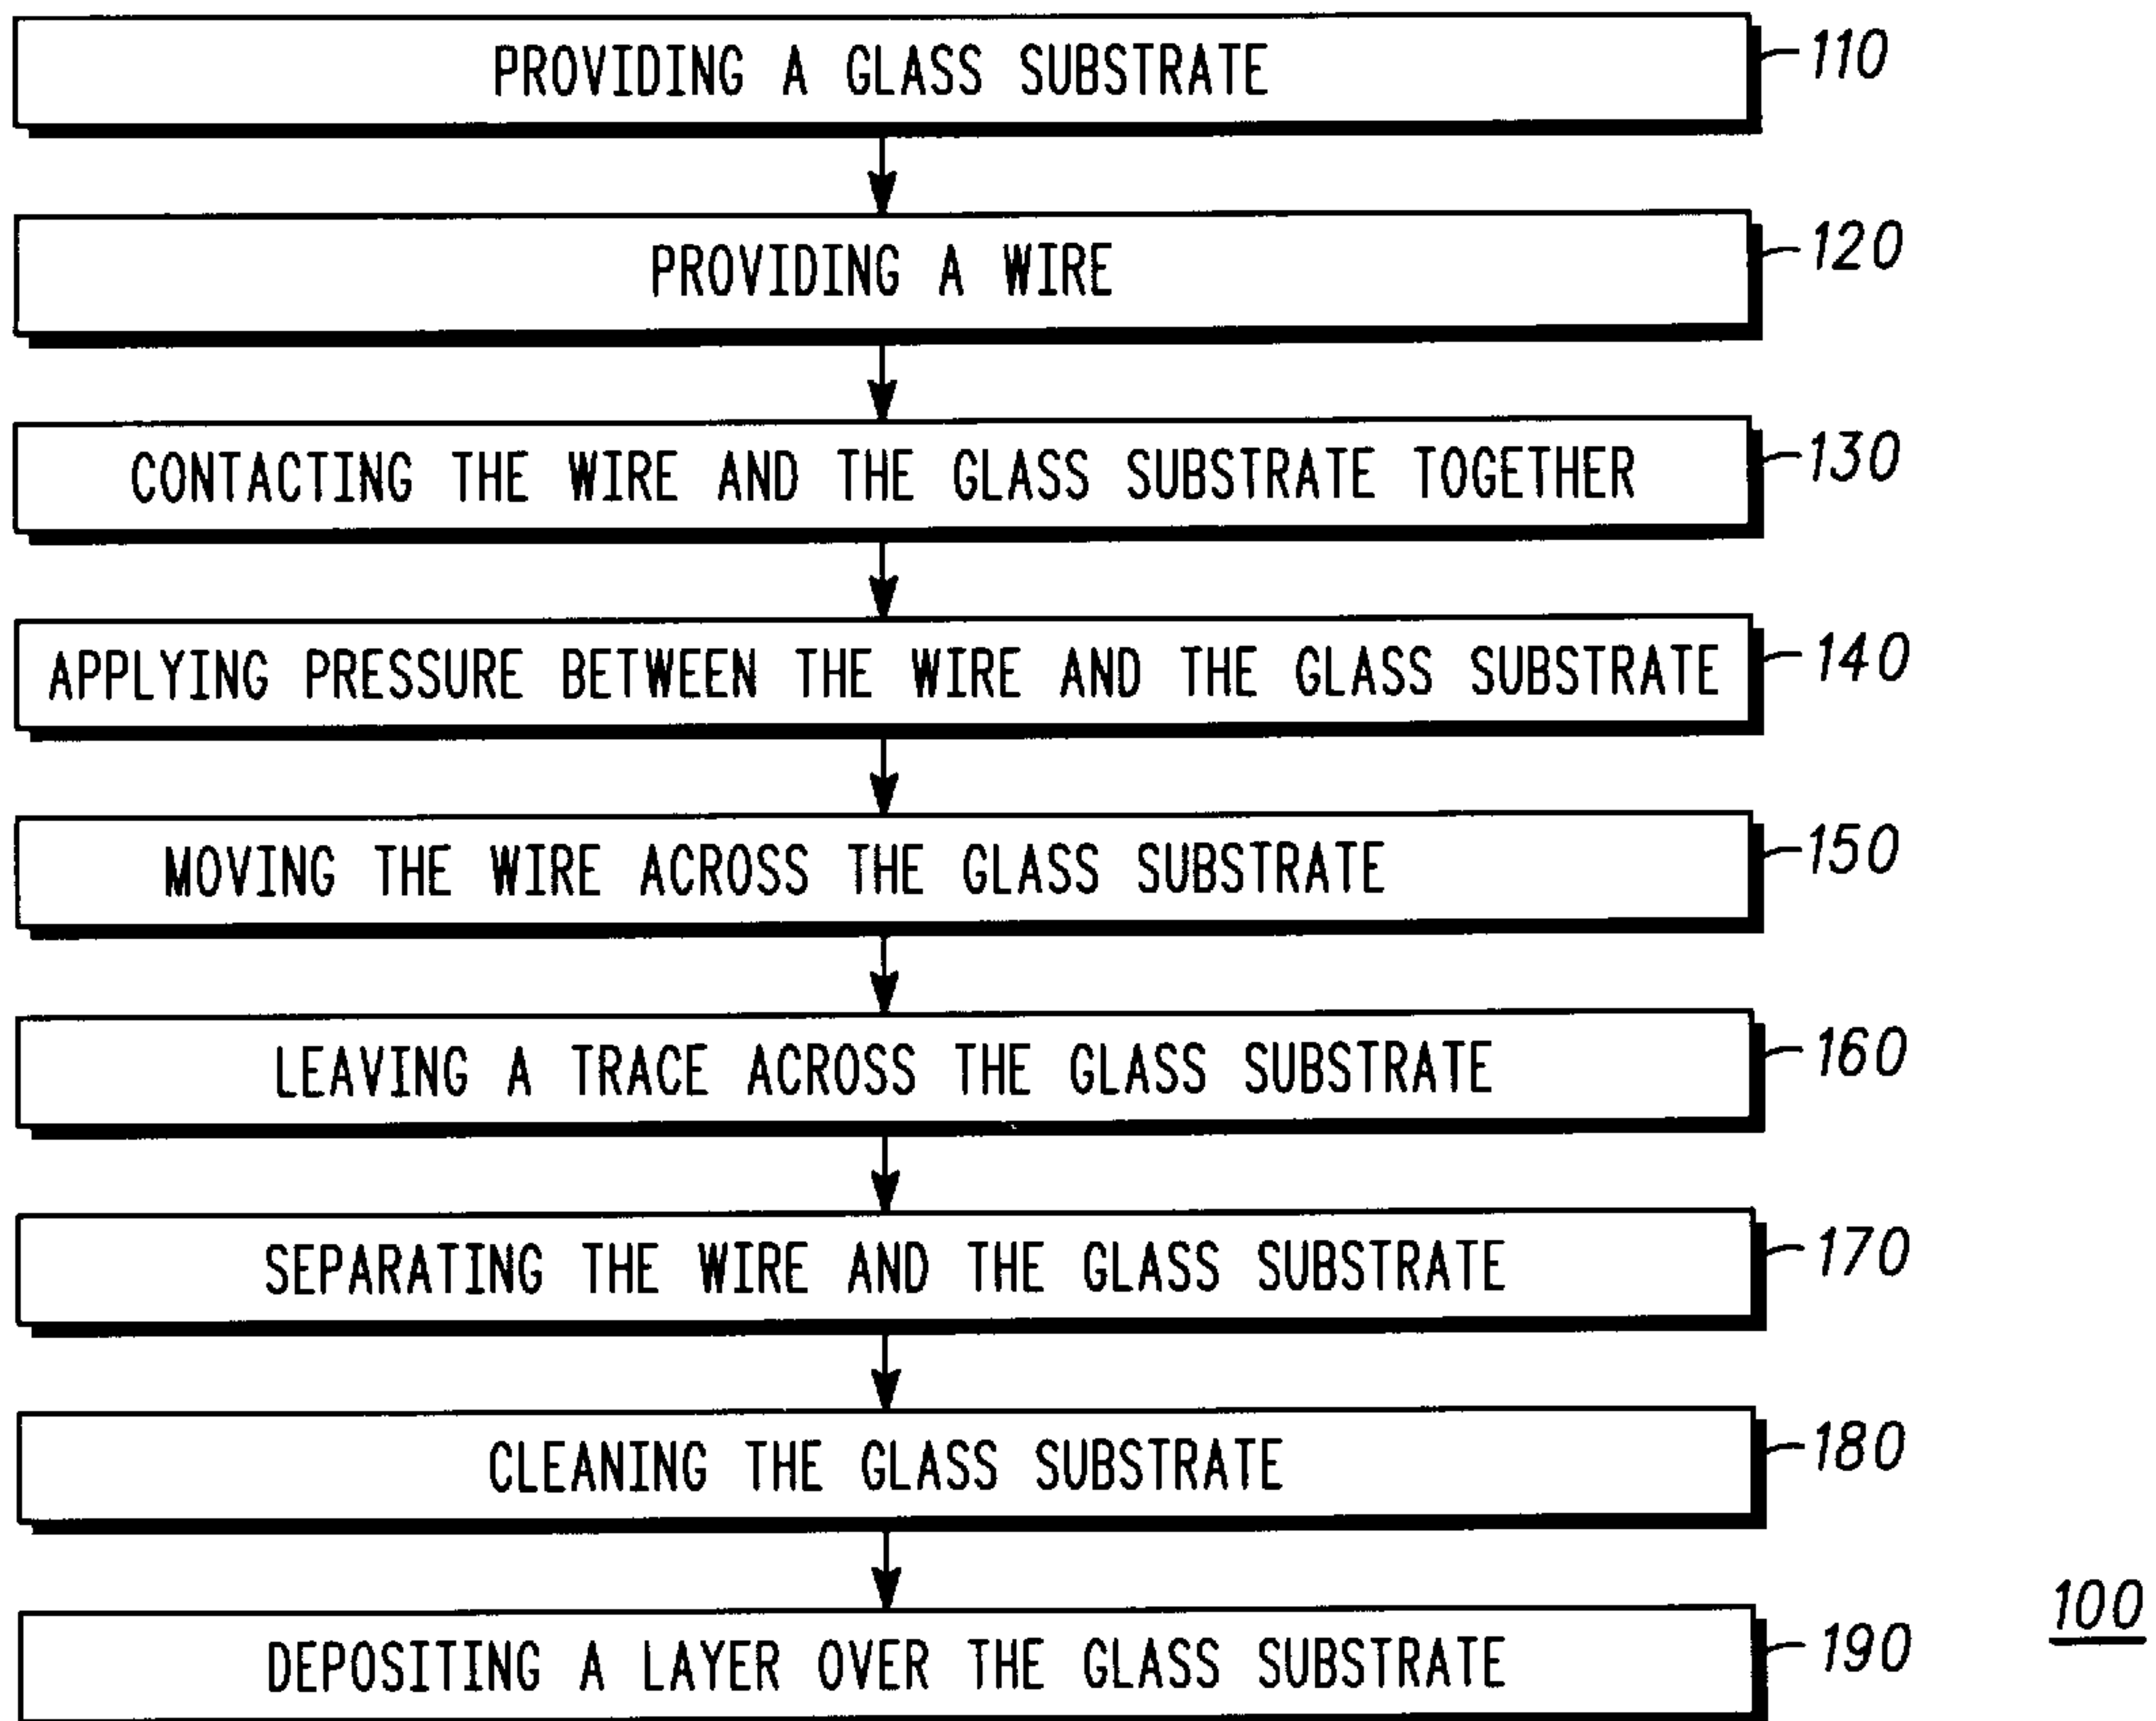 PROVIDING A GLASS SUBSTRATE 110
PROVIDING A WIRE 120
CONTACTING THE WIRE AND THE GLASS SUBSTRATE TOGETHER 130
APPLYING PRESSURE BETWEEN THE WIRE AND THE GLASS SUBSTRATE 140
MOVING THE WIRE ACROSS THE GLASS SUBSTRATE 150
LEAVING A TRACE ACROSS THE GLASS SUBSTRATE 160
SEPARATING THE WIRE AND THE GLASS SUBSTRATE 170
CLEANING THE GLASS SUBSTRATE 180
DEPOSITING A LAYER OVER THE GLASS SUBSTRATE 190
100